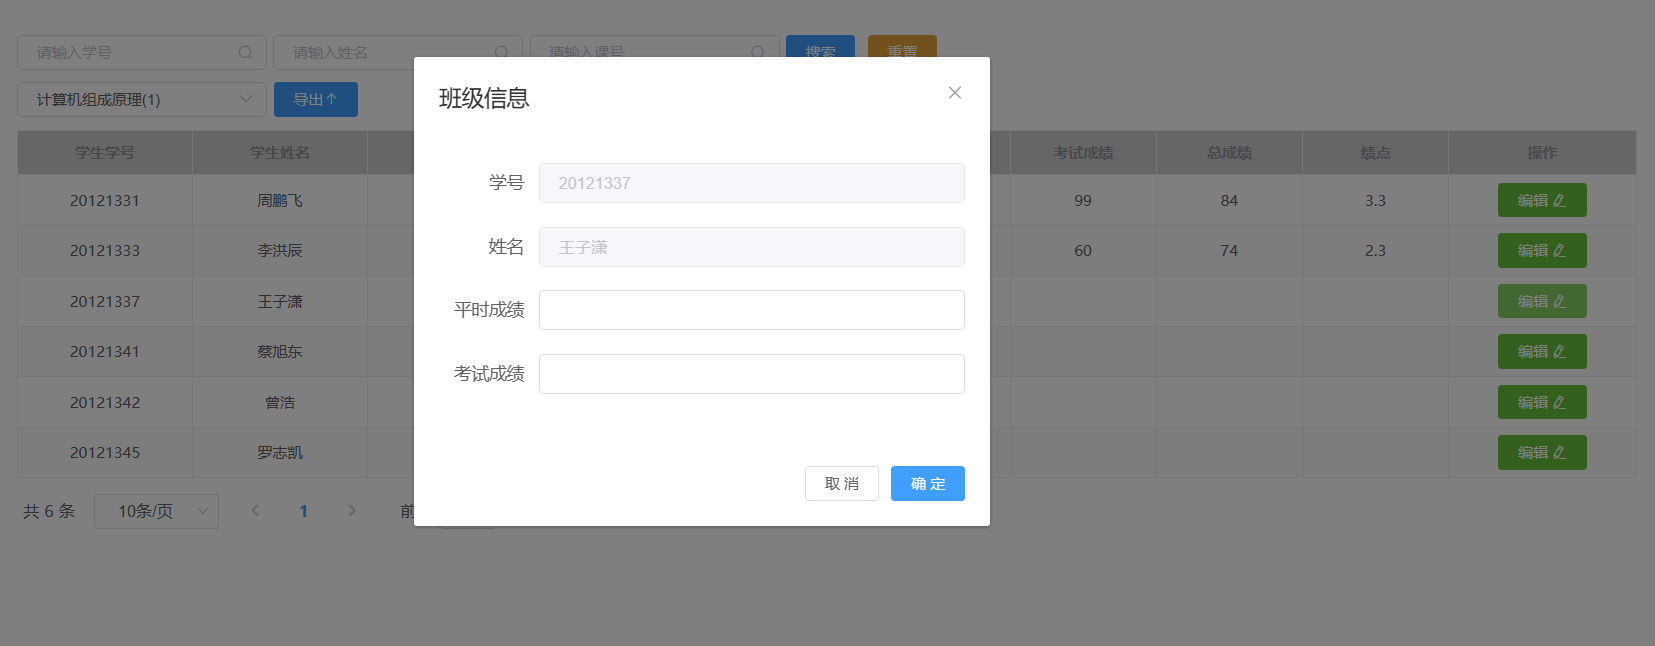 请输入学号 请输入姓名 请输入课号 搜索 重置
计算机组成原理(1) 导出
班级信息
学号 20121337
姓名 王子潇
平时成绩
考试成绩
取 消 确 定
学生学号 学生姓名 考试成绩 总成绩 绩点 操作
20121331 周鹏飞 99 84 3.3 编辑
20121333 李洪辰 60 74 2.3 编辑
20121337 王子潇 编辑
20121341 蔡旭东 编辑
20121342 曾浩 编辑
20121345 罗志凯 编辑
共 6 条 10条/页 1 前